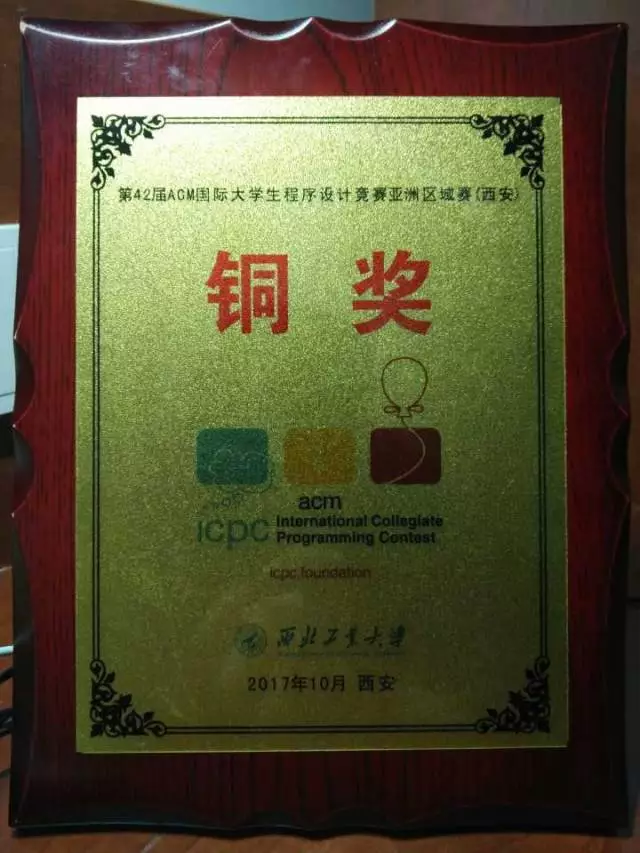 第42届ACM国际大学生程序设计竞赛亚洲区域赛(西安)
铜奖
acm
icpc International Collegiate
Programming Contest
icpc.foundation
西北工业大学
2017年10月 西安